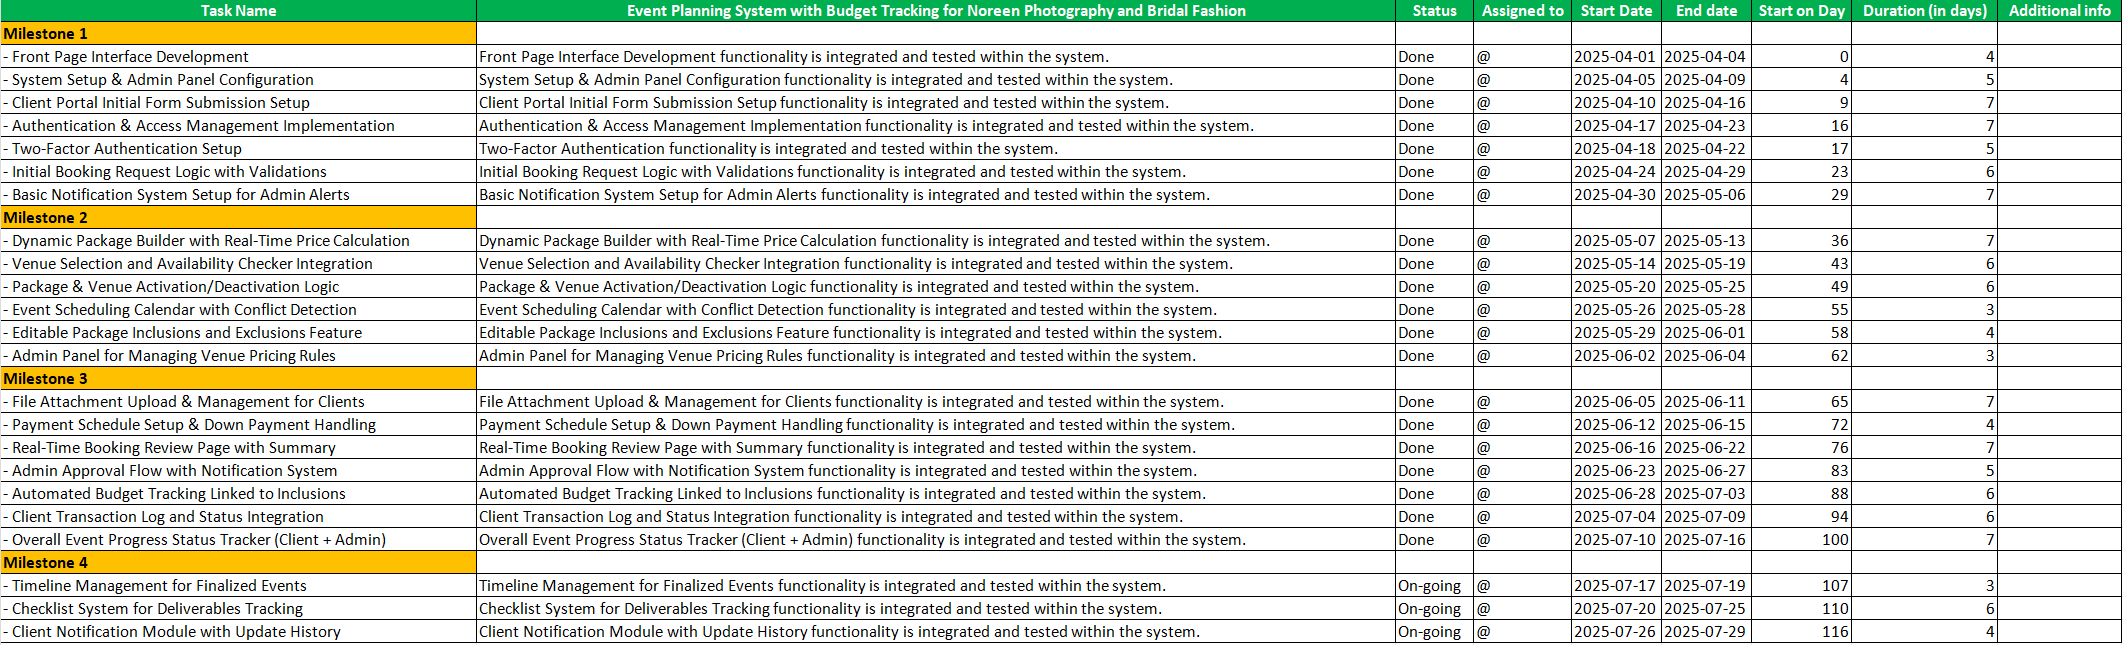 Task Name Event Planning System with Budget Tracking for Noreen Photography and Bridal Fashion Status Assigned to Start Date End date Start on Day Duration (in days) Additional info
Milestone 1
- Front Page Interface Development Front Page Interface Development functionality is integrated and tested within the system. Done @ 2025-04-01 2025-04-04 0 4
- System Setup & Admin Panel Configuration System Setup & Admin Panel Configuration functionality is integrated and tested within the system. Done @ 2025-04-05 2025-04-09 4 5
- Client Portal Initial Form Submission Setup Client Portal Initial Form Submission Setup functionality is integrated and tested within the system. Done @ 2025-04-10 2025-04-16 9 7
- Authentication & Access Management Implementation Authentication & Access Management Implementation functionality is integrated and tested within the system. Done @ 2025-04-17 2025-04-23 16 7
- Two-Factor Authentication Setup Two-Factor Authentication functionality is integrated and tested within the system. Done @ 2025-04-18 2025-04-22 17 5
- Initial Booking Request Logic with Validations Initial Booking Request Logic with Validations functionality is integrated and tested within the system. Done @ 2025-04-24 2025-04-29 23 6
- Basic Notification System Setup for Admin Alerts Basic Notification System Setup for Admin Alerts functionality is integrated and tested within the system. Done @ 2025-04-30 2025-05-06 29 7
Milestone 2
- Dynamic Package Builder with Real-Time Price Calculation Dynamic Package Builder with Real-Time Price Calculation functionality is integrated and tested within the system. Done @ 2025-05-07 2025-05-13 36 7
- Venue Selection and Availability Checker Integration Venue Selection and Availability Checker Integration functionality is integrated and tested within the system. Done @ 2025-05-14 2025-05-19 43 6
- Package & Venue Activation/Deactivation Logic Package & Venue Activation/Deactivation Logic functionality is integrated and tested within the system. Done @ 2025-05-20 2025-05-25 49 6
- Event Scheduling Calendar with Conflict Detection Event Scheduling Calendar with Conflict Detection functionality is integrated and tested within the system. Done @ 2025-05-26 2025-05-28 55 3
- Editable Package Inclusions and Exclusions Feature Editable Package Inclusions and Exclusions Feature functionality is integrated and tested within the system. Done @ 2025-05-29 2025-06-01 58 4
- Admin Panel for Managing Venue Pricing Rules Admin Panel for Managing Venue Pricing Rules functionality is integrated and tested within the system. Done @ 2025-06-02 2025-06-04 62 3
Milestone 3
- File Attachment Upload & Management for Clients File Attachment Upload & Management for Clients functionality is integrated and tested within the system. Done @ 2025-06-05 2025-06-11 65 7
- Payment Schedule Setup & Down Payment Handling Payment Schedule Setup & Down Payment Handling functionality is integrated and tested within the system. Done @ 2025-06-12 2025-06-15 72 4
- Real-Time Booking Review Page with Summary Real-Time Booking Review Page with Summary functionality is integrated and tested within the system. Done @ 2025-06-16 2025-06-22 76 7
- Admin Approval Flow with Notification System Admin Approval Flow with Notification System functionality is integrated and tested within the system. Done @ 2025-06-23 2025-06-27 83 5
- Automated Budget Tracking Linked to Inclusions Automated Budget Tracking Linked to Inclusions functionality is integrated and tested within the system. Done @ 2025-06-28 2025-07-03 88 6
- Client Transaction Log and Status Integration Client Transaction Log and Status Integration functionality is integrated and tested within the system. Done @ 2025-07-04 2025-07-09 94 6
- Overall Event Progress Status Tracker (Client + Admin) Overall Event Progress Status Tracker (Client + Admin) functionality is integrated and tested within the system. Done @ 2025-07-10 2025-07-16 100 7
Milestone 4
- Timeline Management for Finalized Events Timeline Management for Finalized Events functionality is integrated and tested within the system. On-going @ 2025-07-17 2025-07-19 107 3
- Checklist System for Deliverables Tracking Checklist System for Deliverables Tracking functionality is integrated and tested within the system. On-going @ 2025-07-20 2025-07-25 110 6
- Client Notification Module with Update History Client Notification Module with Update History functionality is integrated and tested within the system. On-going @ 2025-07-26 2025-07-29 116 4